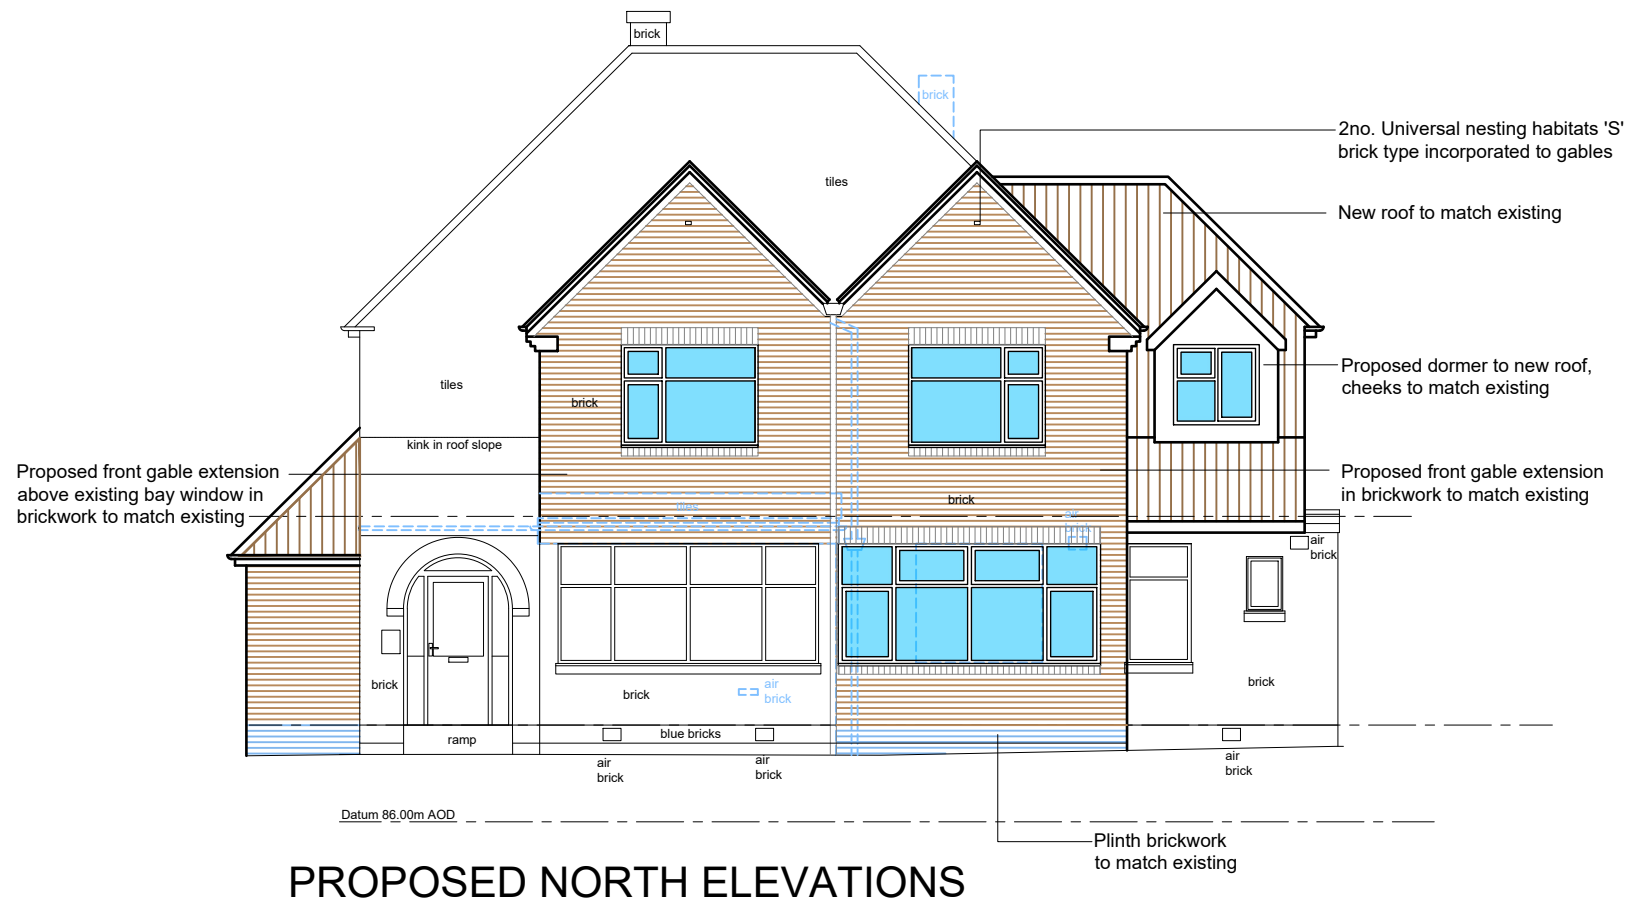 brick
brick
2no. Universal nesting habitats 'S'
brick type incorporated to gables
tiles
New roof to match existing
Proposed dormer to new roof,
cheeks to match existing
tiles
brick
kink in roof slope
Proposed front gable extension
above existing bay window in
brickwork to match existing
Proposed front gable extension
in brickwork to match existing
brick
tiles
air
brick
air
brick
brick
brick
air
brick
brick
ramp
blue bricks
air
brick
air
brick
air
brick
Datum 86.00m AOD
Plinth brickwork
to match existing
PROPOSED NORTH ELEVATIONS